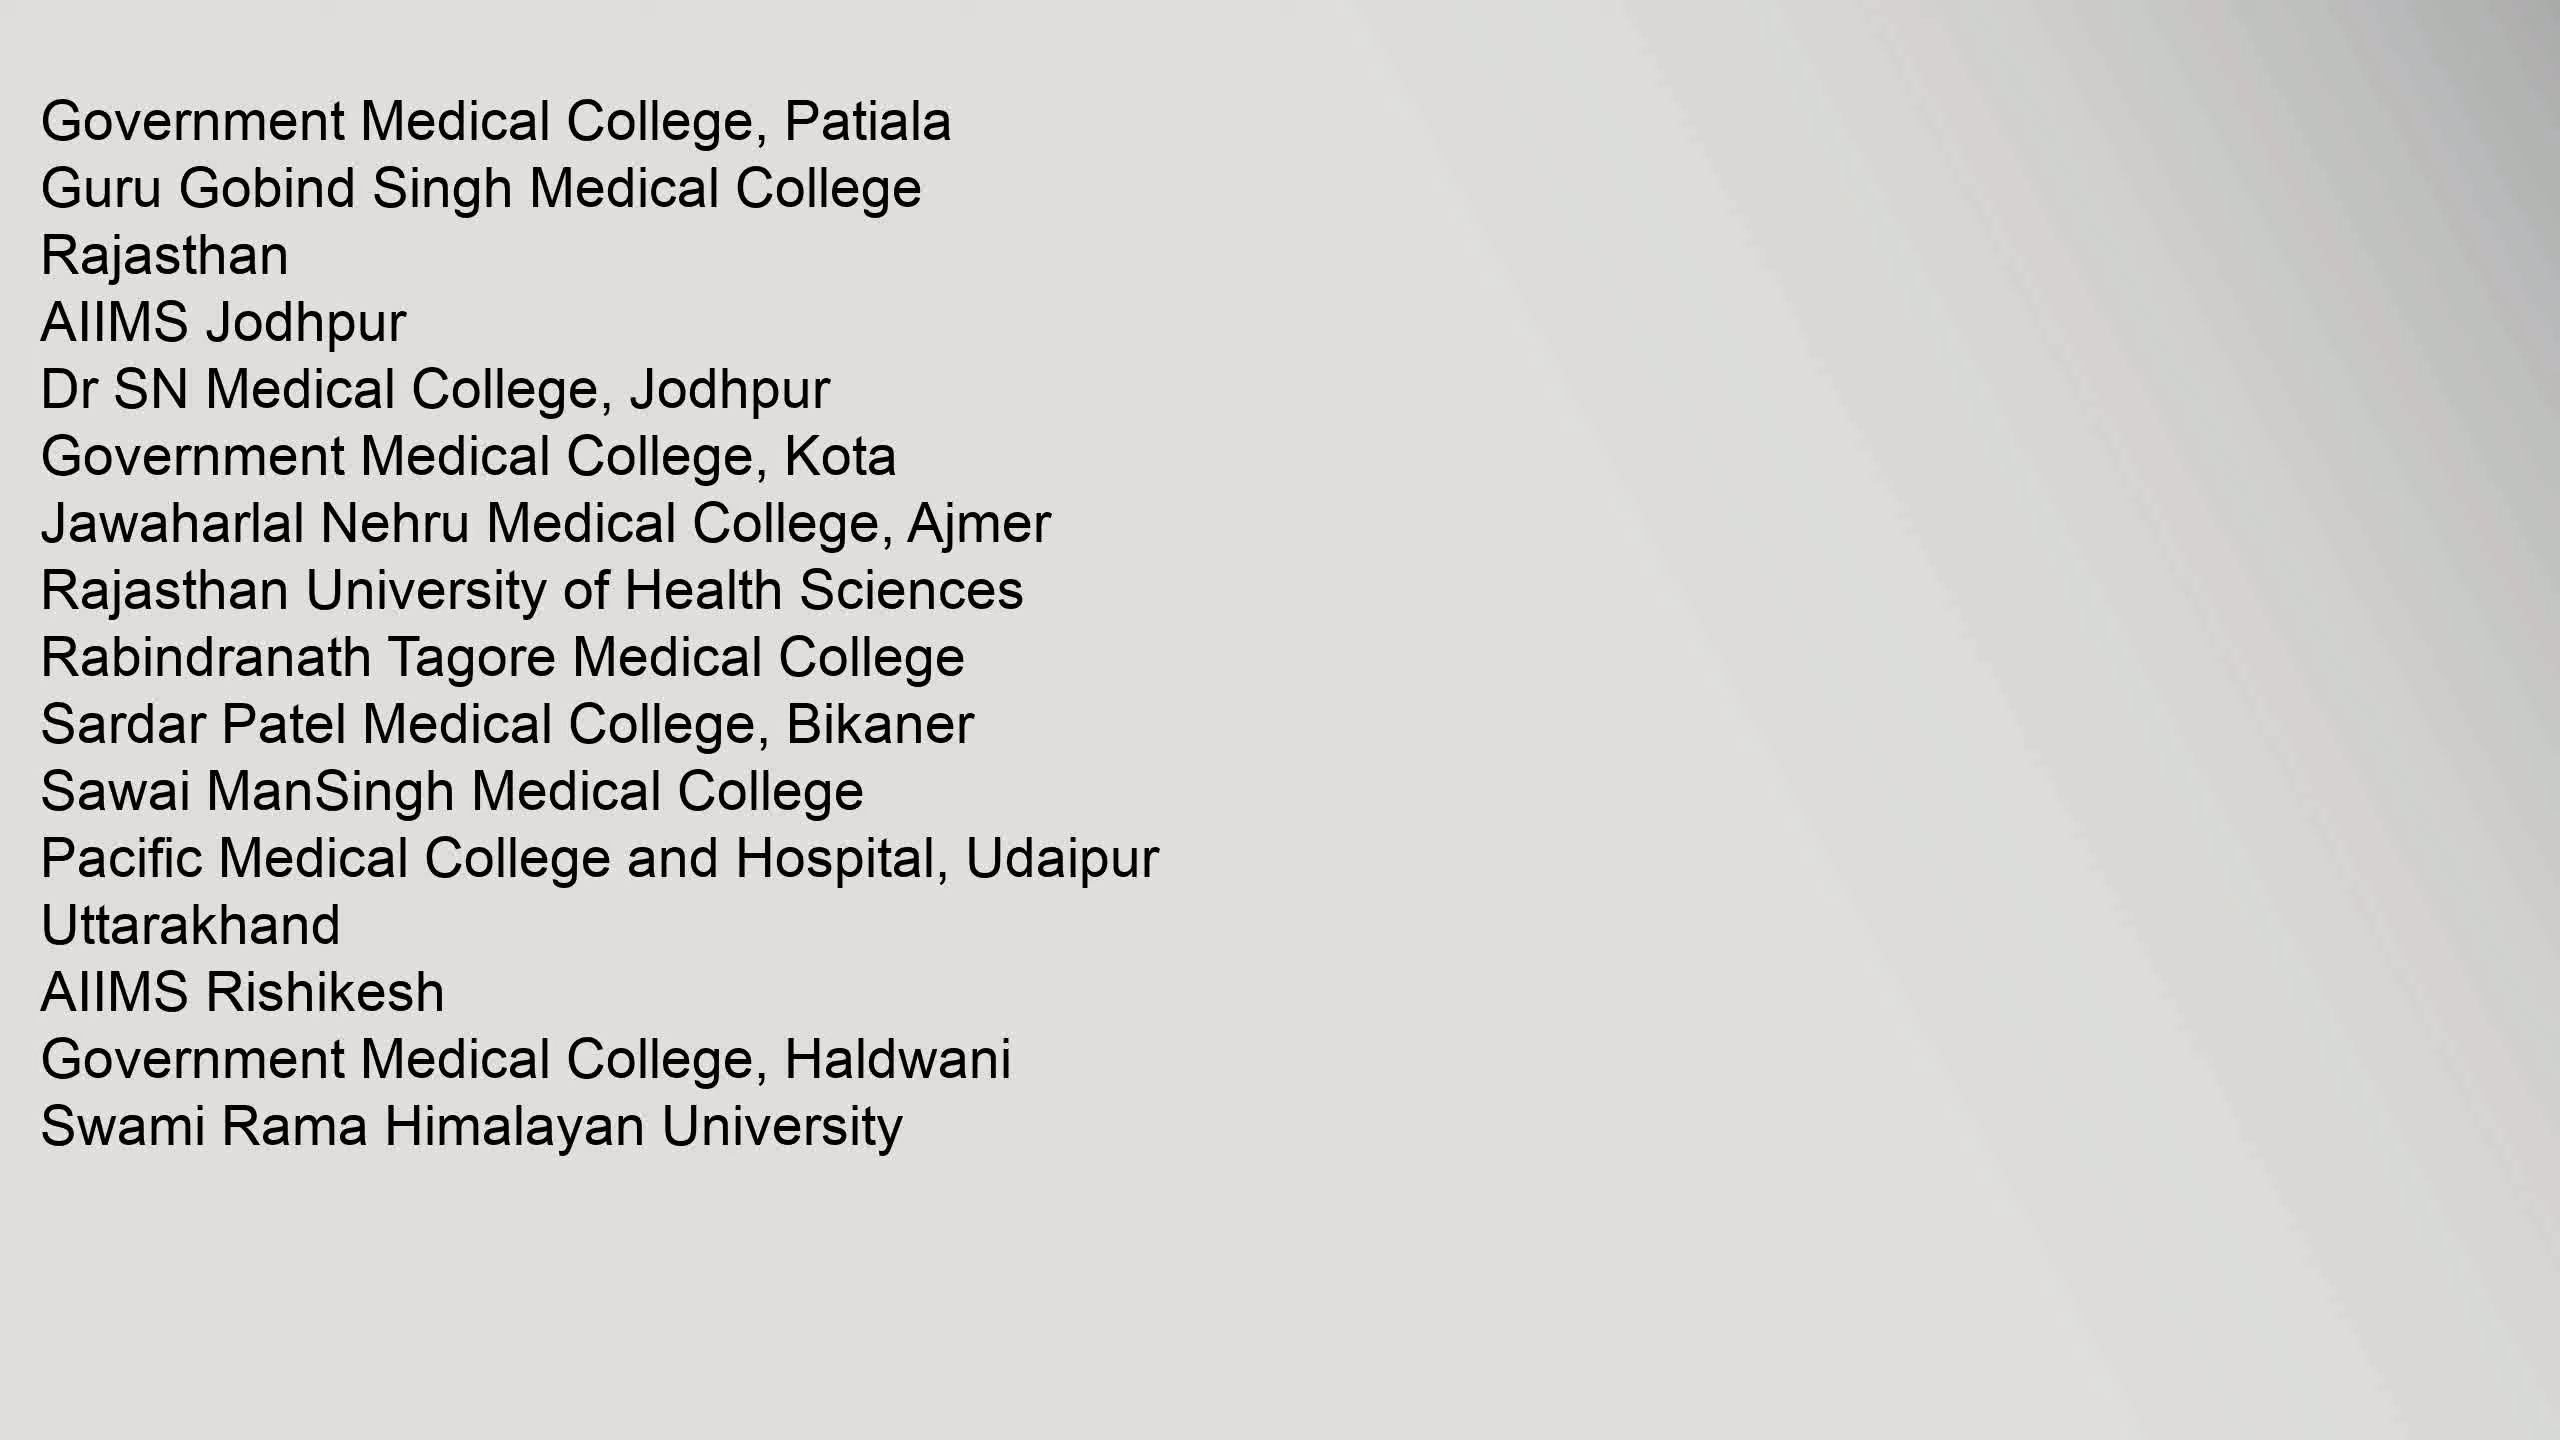 Government Medical College, Patiala
Guru Gobind Singh Medical College
Rajasthan
AIIMS Jodhpur
Dr SN Medical College, Jodhpur
Government Medical College, Kota
Jawaharlal Nehru Medical College, Ajmer
Rajasthan University of Health Sciences
Rabindranath Tagore Medical College
Sardar Patel Medical College, Bikaner
Sawai ManSingh Medical College
Pacific Medical College and Hospital, Udaipur
Uttarakhand
AIIMS Rishikesh
Government Medical College, Haldwani
Swami Rama Himalayan University